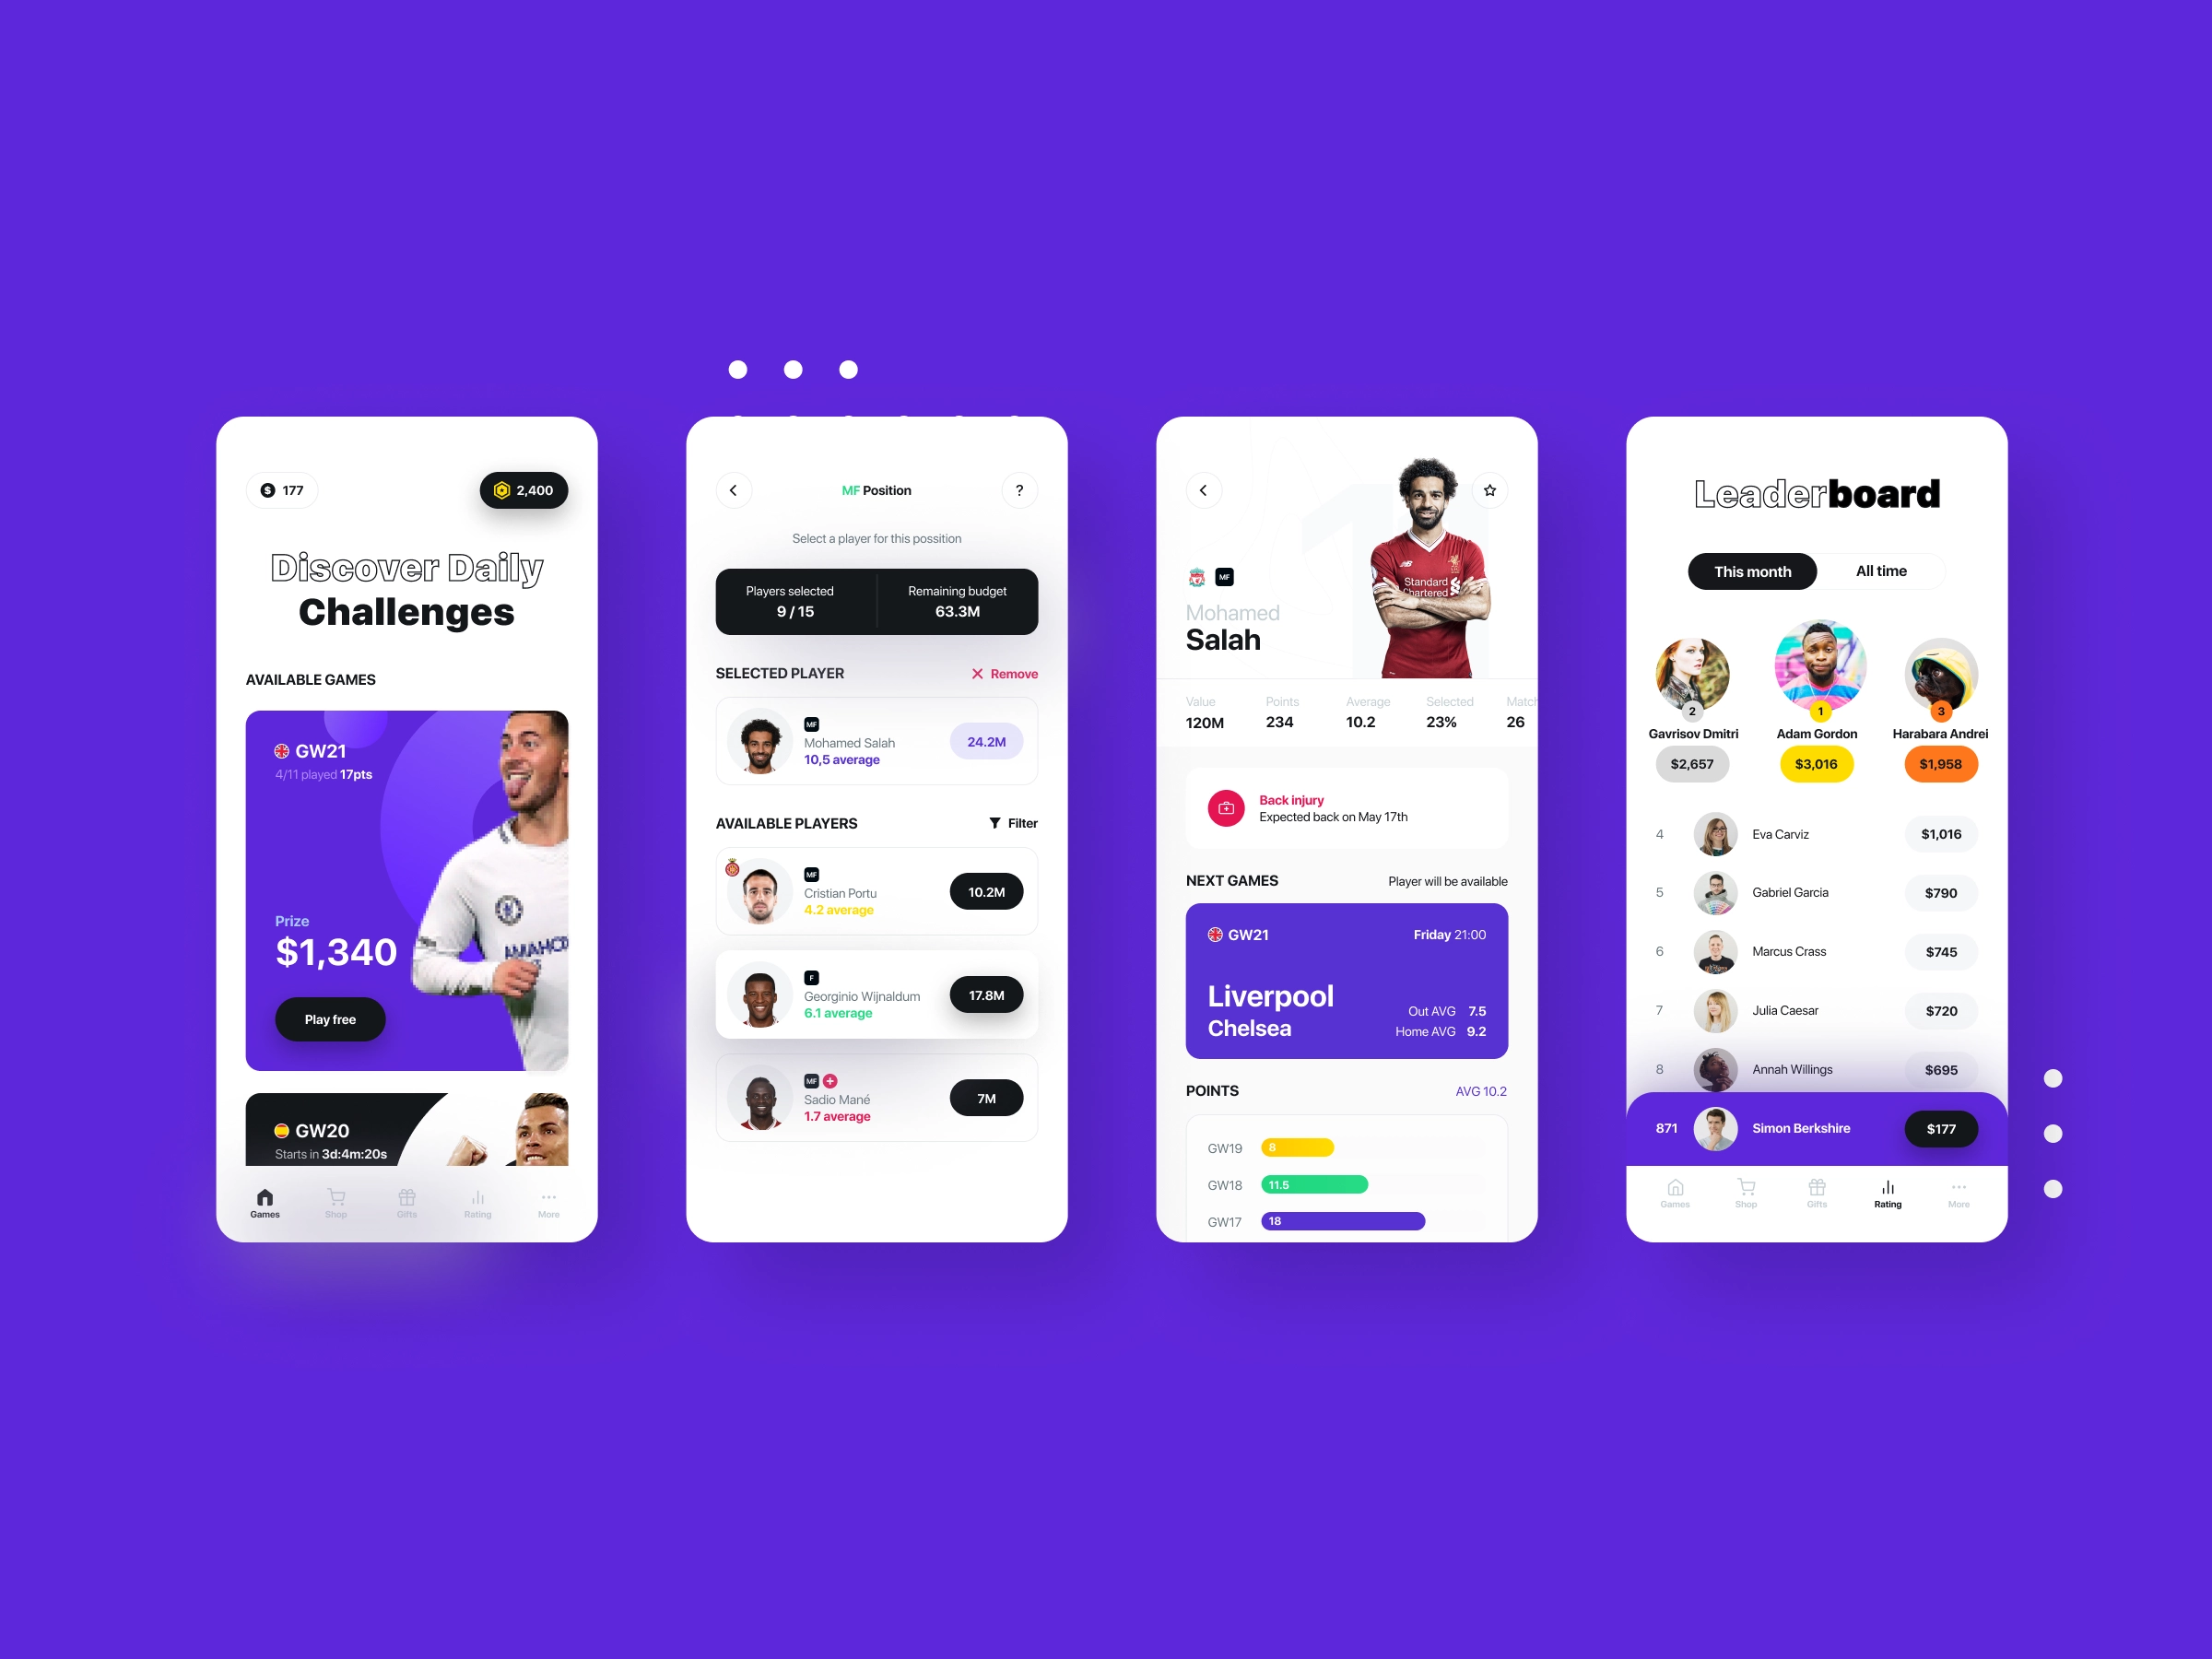 177
2,400
Discover Daily
Challenges
AVAILABLE GAMES
GW21
4/11 played 17pts
Prize
$1,340
Play free
GW20
Starts in 3d:4m:20s
Games
Shop
Gifts
Rating
More
MF Position
?
Select a player for this possition
Players selected
9 / 15
Remaining budget
63.3M
SELECTED PLAYER
Remove
MF
Mohamed Salah
10,5 average
24.2M
AVAILABLE PLAYERS
Filter
MF
Cristian Portu
4.2 average
10.2M
F
Georginio Wijnaldum
6.1 average
17.8M
MF
Sadio Mané
1.7 average
7M
Standard
Chartered
MF
Mohamed
Salah
Value
120M
Points
234
Average
10.2
Selected
23%
Match
26
Back injury
Expected back on May 17th
NEXT GAMES
Player will be available
GW21
Friday 21:00
Liverpool
Chelsea
Out AVG 7.5
Home AVG 9.2
POINTS
AVG 10.2
GW19
8
GW18
11.5
GW17
18
Leaderboard
This month
All time
2
1
3
Gavrisov Dmitri
Adam Gordon
Harabara Andrei
$2,657
$3,016
$1,958
4 Eva Carviz $1,016
5 Gabriel Garcia $790
6 Marcus Crass $745
7 Julia Caesar $720
8 Annah Willings $695
871 Simon Berkshire $177
Games
Shop
Gifts
Rating
More